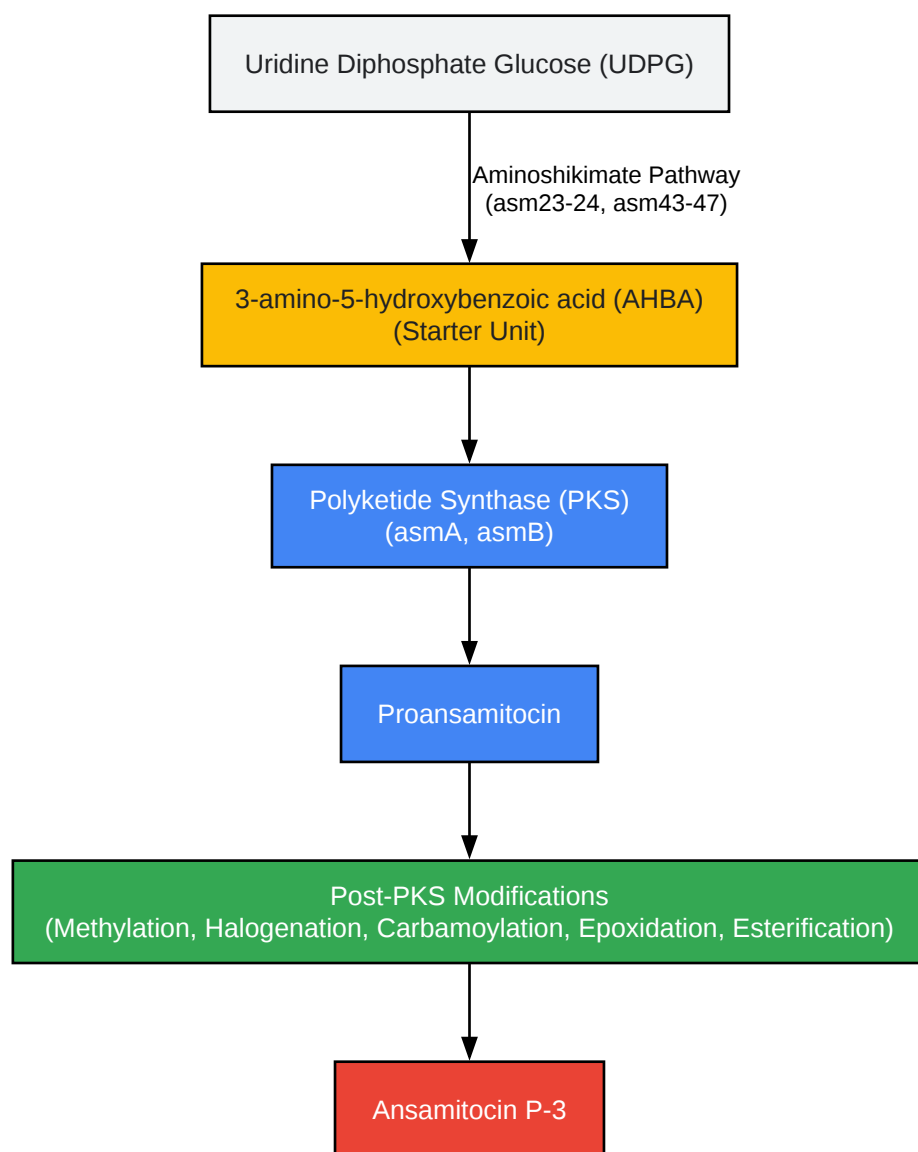 Uridine Diphosphate Glucose (UDPG)
Aminoshikimate Pathway
(asm23-24, asm43-47)
3-amino-5-hydroxybenzoic acid (AHBA)
(Starter Unit)
Polyketide Synthase (PKS)
(asmA, asmB)
Proansamitocin
Post-PKS Modifications
(Methylation, Halogenation, Carbamoylation, Epoxidation, Esterification)
Ansamitocin P-3